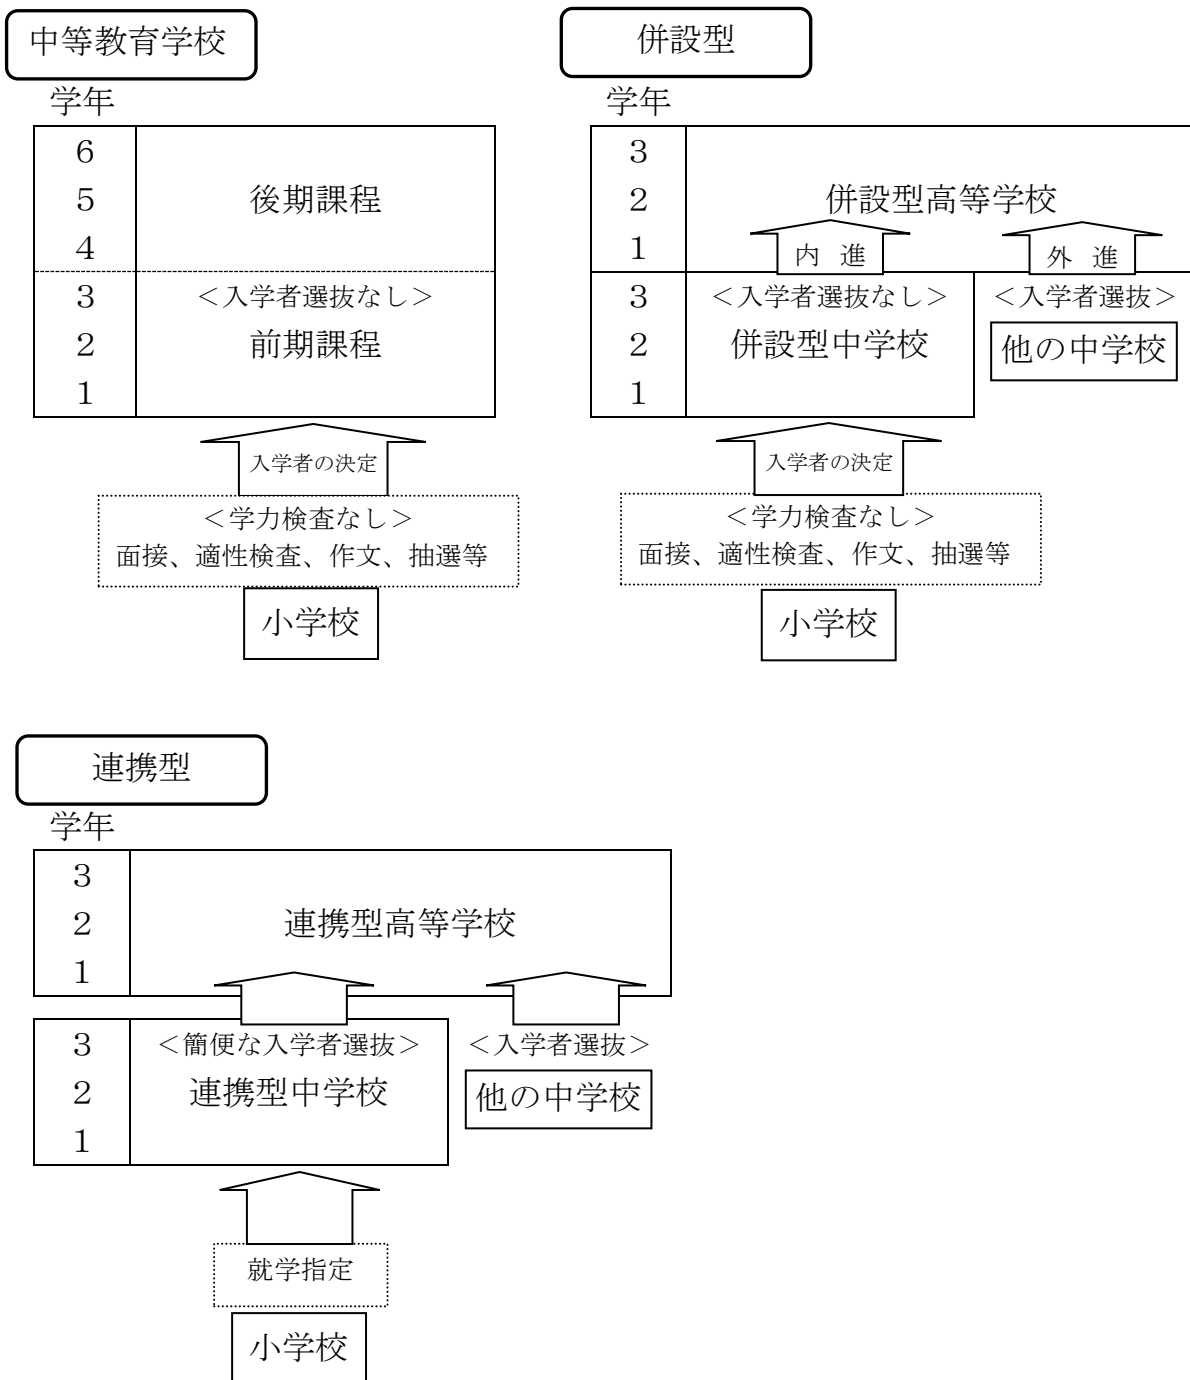 中等教育学校
学年
6
5
後期課程
4
3
＜入学者選抜なし＞
2
前期課程
1
入学者の決定
＜学力検査なし＞
面接、適性検査、作文、抽選等
小学校
併設型
学年
3
2
併設型高等学校
1
内 進
外 進
3
＜入学者選抜なし＞
＜入学者選抜＞
2
併設型中学校
他の中学校
1
入学者の決定
＜学力検査なし＞
面接、適性検査、作文、抽選等
小学校
連携型
学年
3
2
連携型高等学校
1
3
＜簡便な入学者選抜＞
＜入学者選抜＞
2
連携型中学校
他の中学校
1
就学指定
小学校